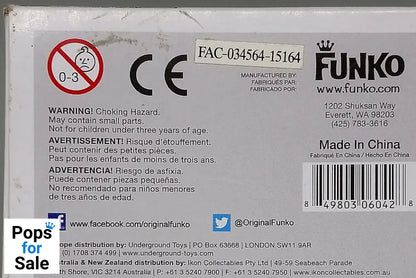 0-3
CE
FAC-034564-15164
MANUFACTURED BY:
FABRIQUÉS PAR:
FABRICADO POR:
FUNKO
www.funko.com
1202 Shuksan Way
Everett, WA 98203
(425) 783-3616
WARNING! Choking Hazard.
May contain small parts.
Not for children under three years of age.
AVERTISSEMENT! Risque d'étouffement.
Peut contenir des petites pièces.
Pas pour les enfants de moins de trois ans.
ADVERTENCIA! Riesgo de asfixia.
Puede contener piezas pequeñas.
No recomendado para niños menores
de tres años de edad.
Made In China
Fabriqué En China / Hecho En China
8 49803 06042 8
www.facebook.com/originalfunko
@OriginalFunko
ope distribution by: Underground Toys | PO Box 63668 | LONDON SW11 9AR
(0) 1708 374 499 | www.underground-toys.com
Australia & New Zealand distribution by: Ikon Collectables Pty Ltd | 49-59 Seabeach Parade
th Shore, VIC 3214 AU | P: +61 3 5240 7900 | F: +61 3 5240
Pops
for
Sale